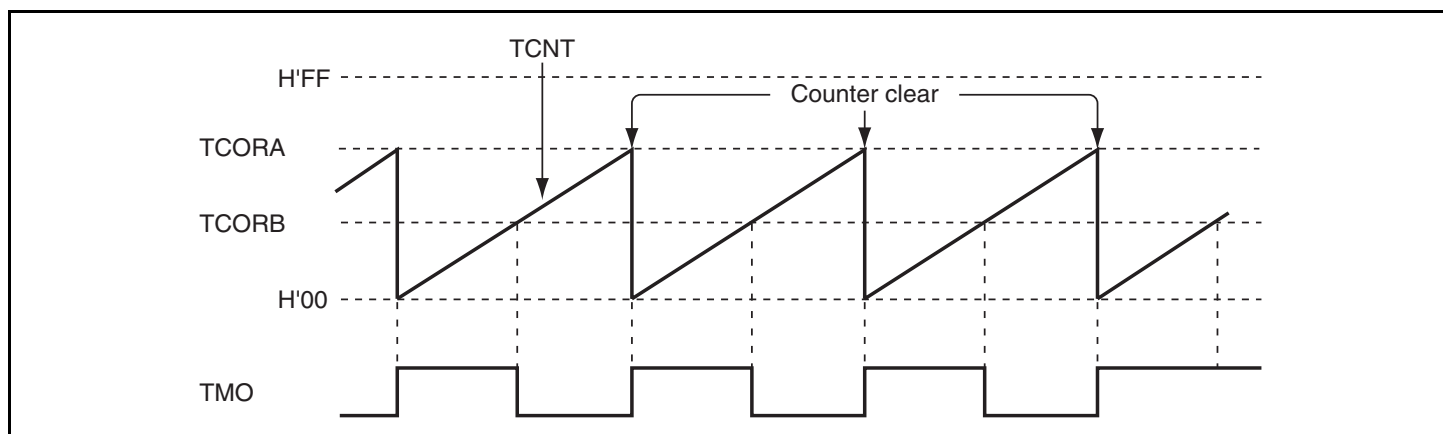 TCNT
H'FF
Counter clear
TCORA
TCORB
H'00
TMO